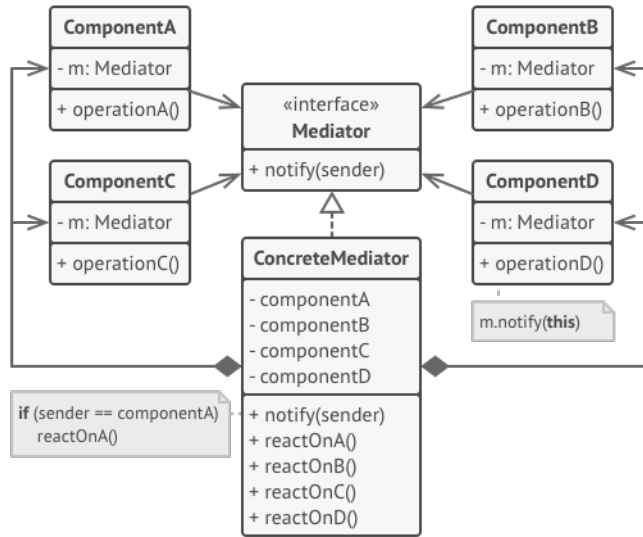 ComponentA
- m: Mediator
+ operationA()
ComponentB
- m: Mediator
+ operationB()
«interface»
Mediator
+ notify(sender)
ComponentC
- m: Mediator
+ operationC()
ComponentD
- m: Mediator
+ operationD()
m.notify(this)
ConcreteMediator
- componentA
- componentB
- componentC
- componentD
+ notify(sender)
+ reactOnA()
+ reactOnB()
+ reactOnC()
+ reactOnD()
if (sender == componentA)
reactOnA()